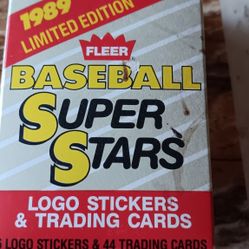 1989
LIMITED EDITION
FLEER
BASEBALL
SUPER
STARS
LOGO STICKERS
& TRADING CARDS
LOGO STICKERS & 44 TRADING CARDS